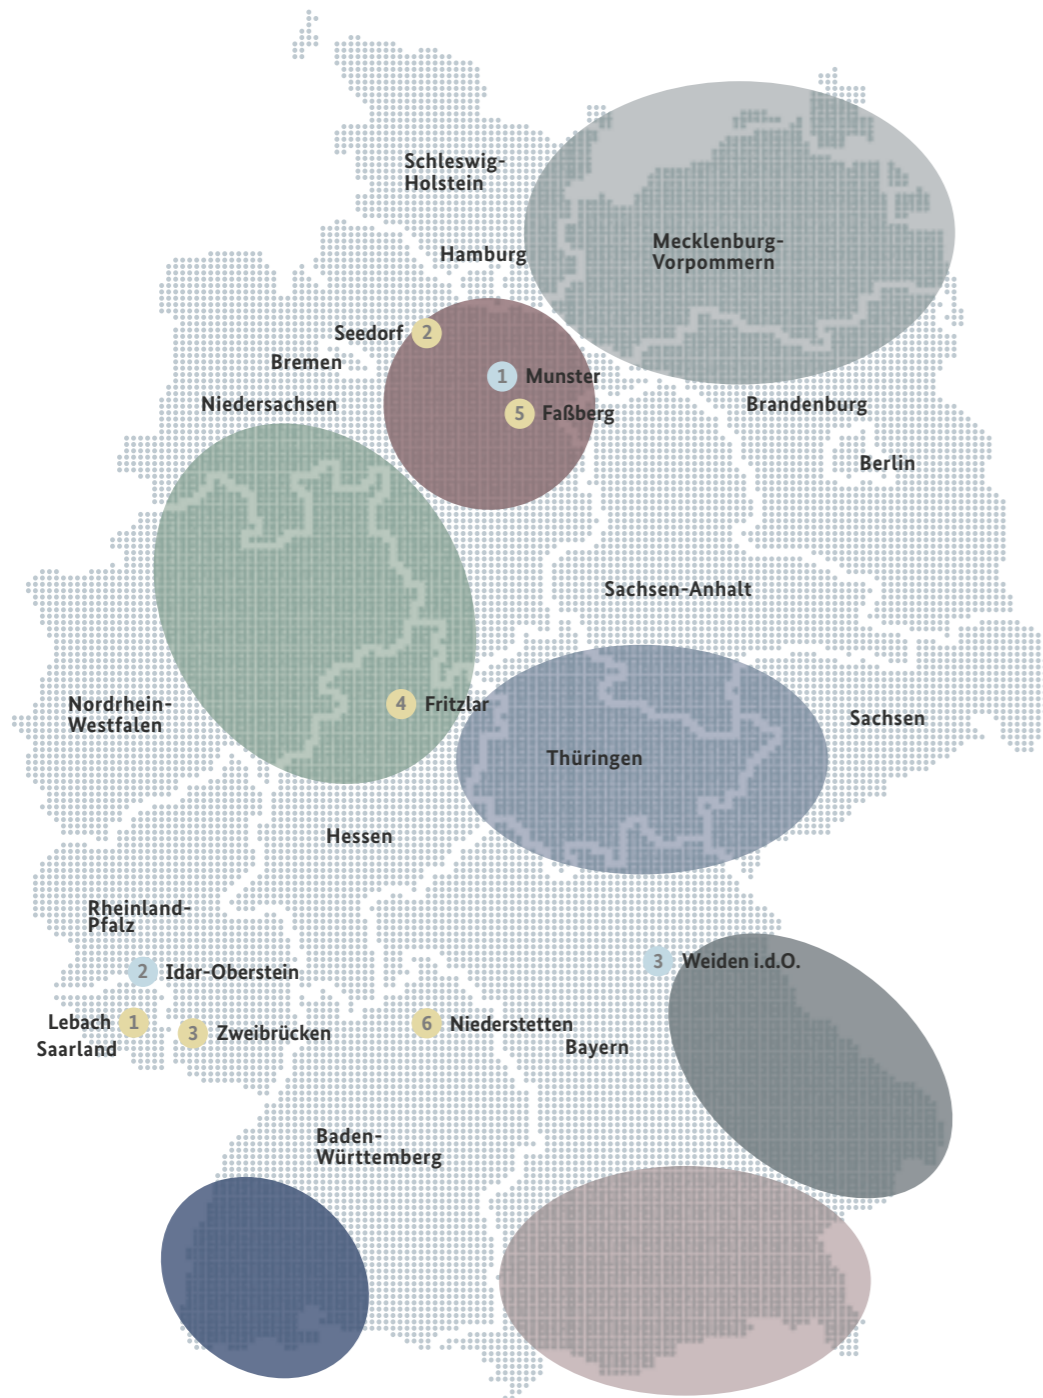 Schleswig-
Holstein
Hamburg
Mecklenburg-
Vorpommern
Seedorf 2
Bremen
1 Munster
Niedersachsen
5 Faßberg
Brandenburg
Berlin
Sachsen-Anhalt
Nordrhein-
Westfalen
4 Fritzlar
Sachsen
Thüringen
Hessen
Rheinland-
Pfalz
3 Weiden i.d.O.
2 Idar-Oberstein
Lebach 1
Saarland
3 Zweibrücken
6 Niederstetten
Bayern
Baden-
Württemberg